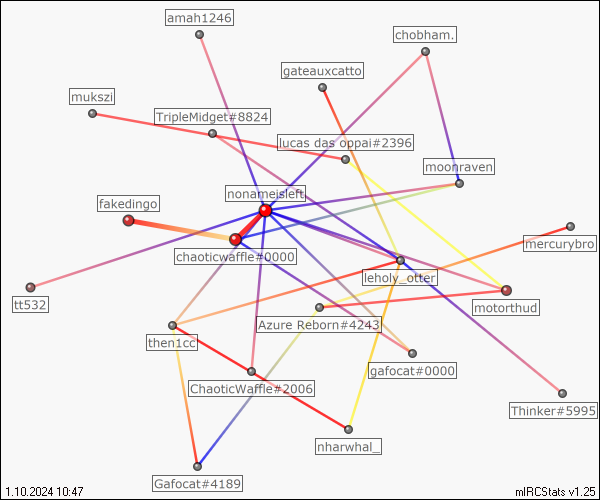 amah1246
chobham.
gateauxcatto
mukszi
TripleMidget#8824
lucas das oppai#2396
moonraven
nonameisleft
fakedingo
mercurybro
chaoticwaffle#0000
leholy_otter
tt532
motorthud
Azure Reborn#4243
then1cc
gafocat#0000
ChaoticWaffle#2006
Thinker#5995
nharwhal_
Gafocat#4189
1.10.2024 10:47
mIRCStats v1.25